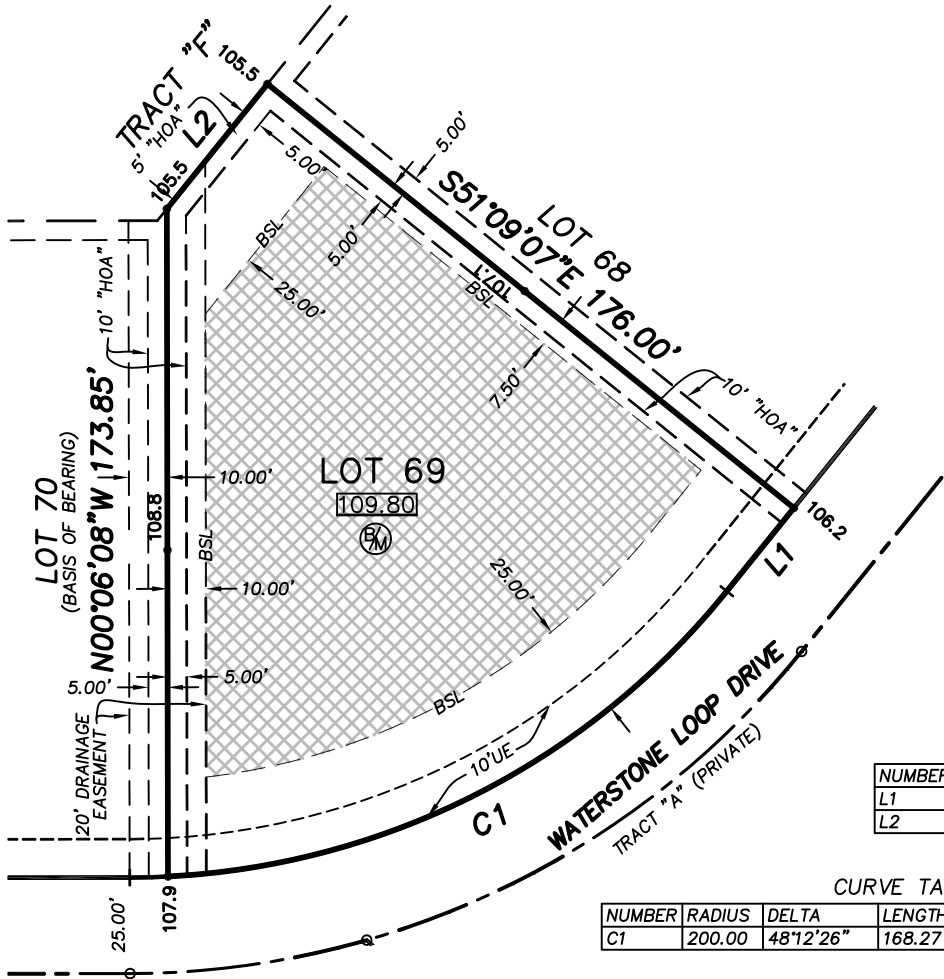 TRACT "F"
105.5
5' "HOA"
L2
105.5
5.00'
5.00'
5.00'
S51°09'07"E 176.00'
LOT 68
BSL
25.00'
107.1
BSL
7.50'
10' "HOA"
10' "HOA"
LOT 70
(BASIS OF BEARING)
N00°06'08"W 173.85'
108.8
10.00'
BSL
10.00'
LOT 69
109.80
B/M
25.00'
106.2
L1
5.00'
5.00'
BSL
20' DRAINAGE
EASEMENT
10'UE
C1
WATERSTONE LOOP DRIVE
TRACT "A" (PRIVATE)
107.9
25.00'
NUMBER
L1
L2
CURVE TA
NUMBER RADIUS DELTA LENGTH
C1 200.00 48°12'26" 168.27